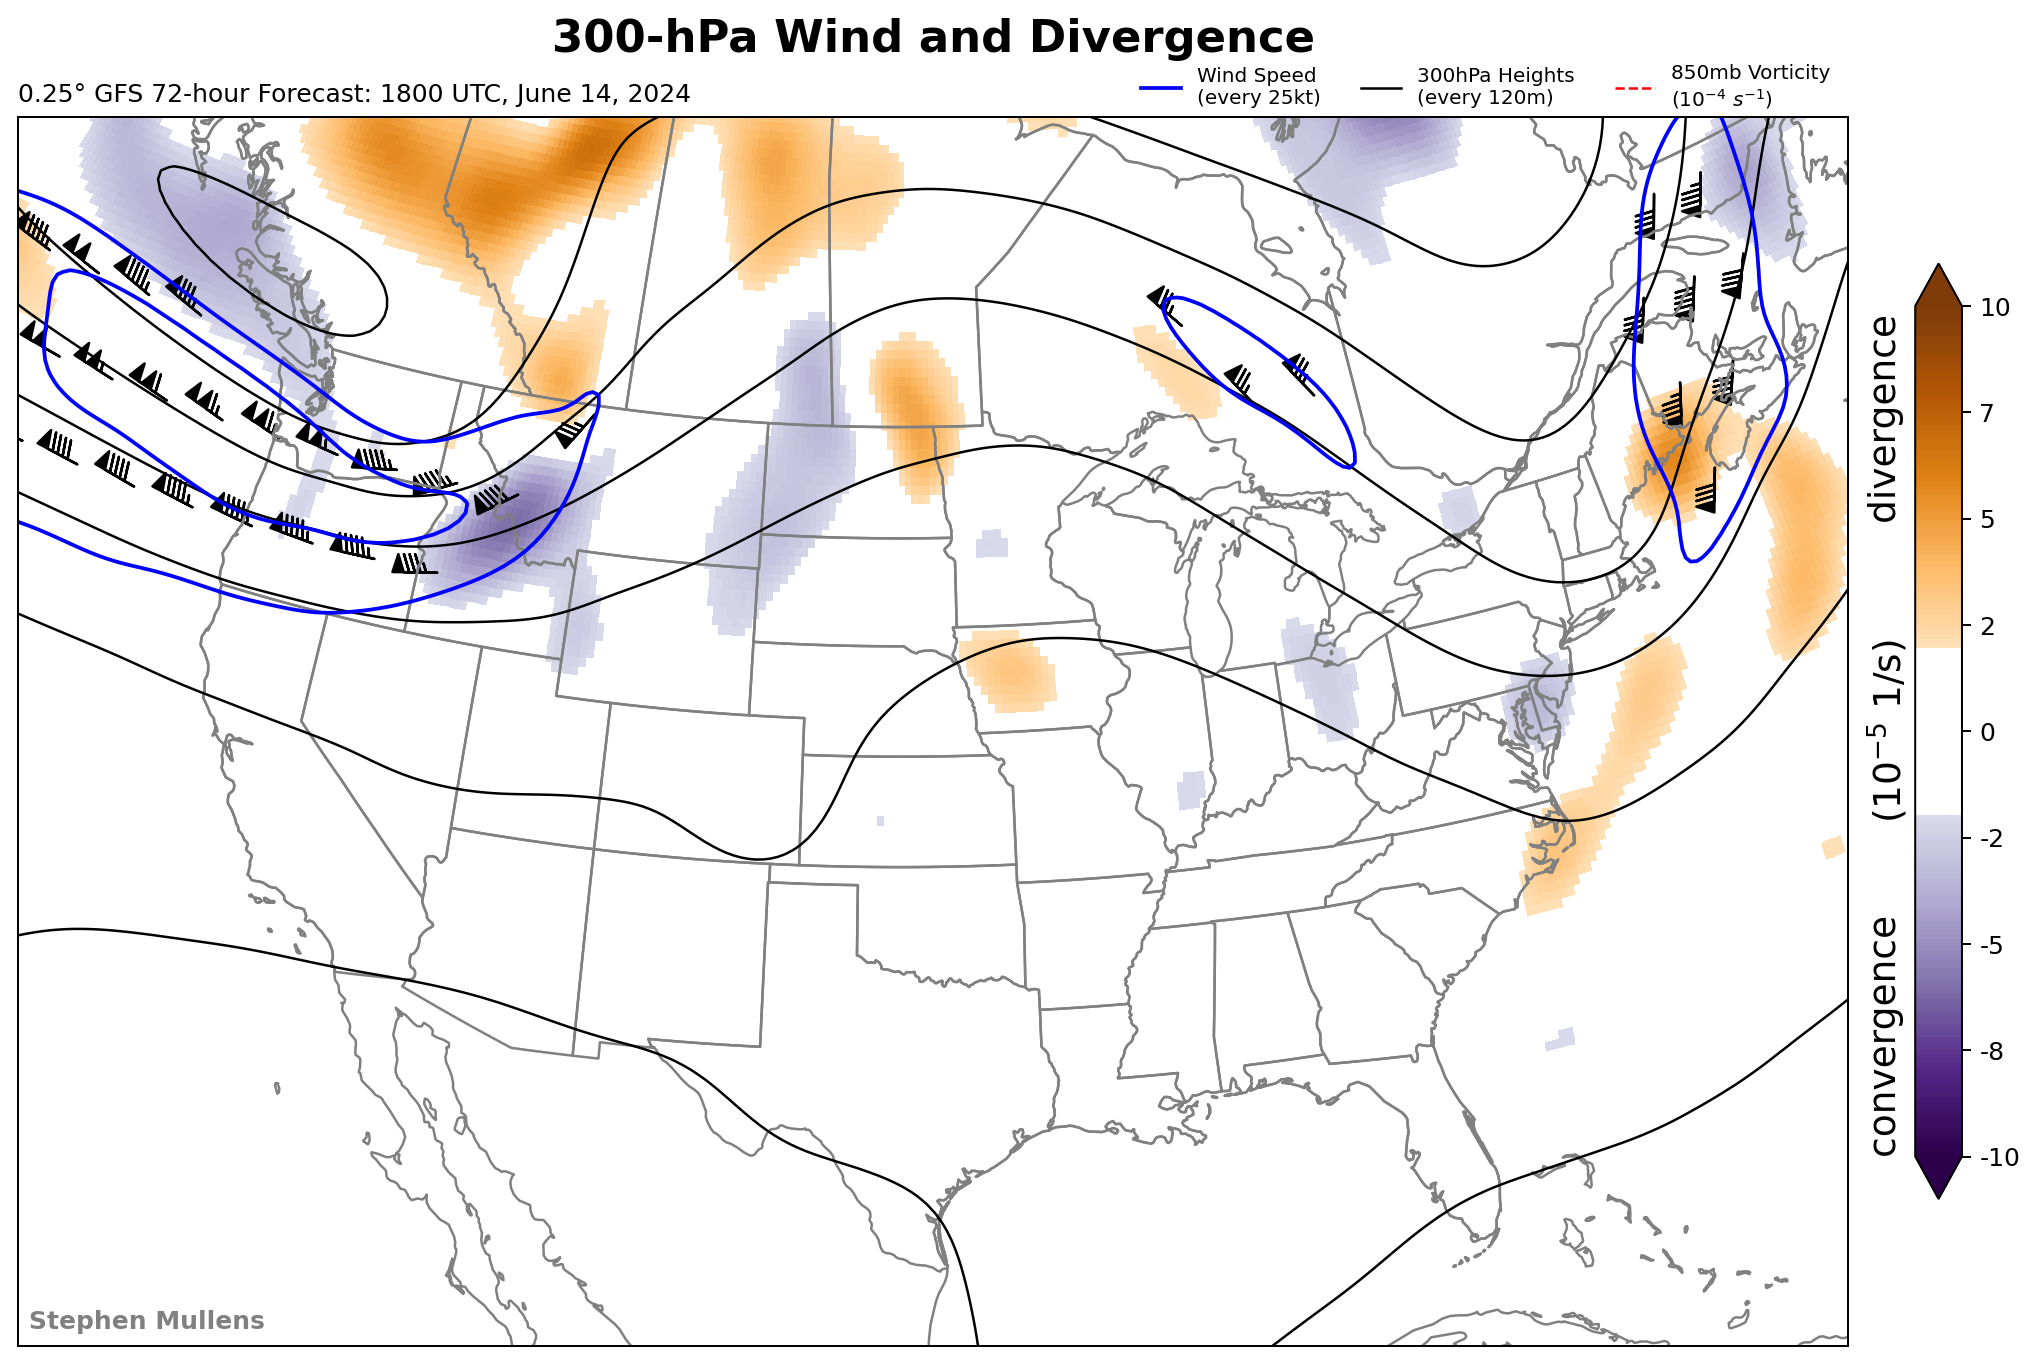 300-hPa Wind and Divergence
0.25° GFS 72-hour Forecast: 1800 UTC, June 14, 2024
Wind Speed
(every 25kt)
300hPa Heights
(every 120m)
850mb Vorticity
(10⁻⁴ s⁻¹)
10
7
5
2
0
-2
-5
-8
-10
convergence (10⁻⁵ 1/s) divergence
Stephen Mullens